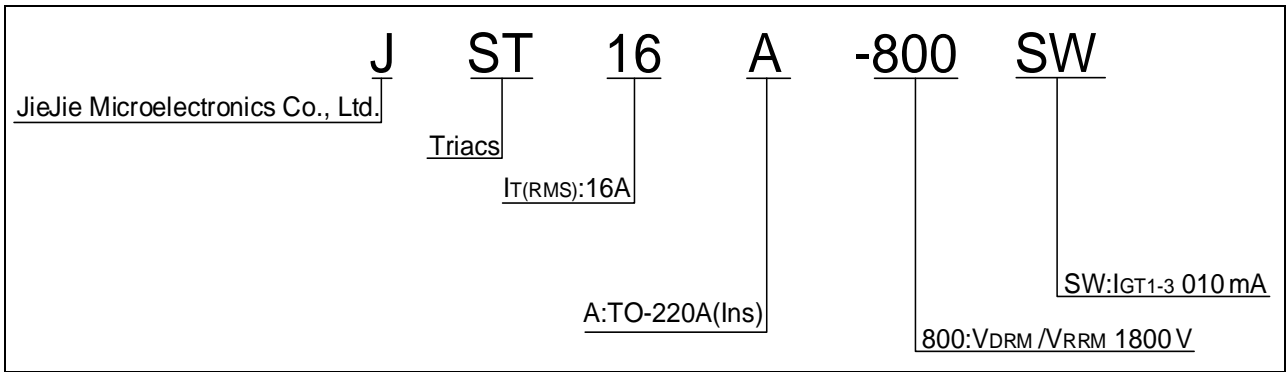 J ST 16 A -800 SW
JieJie Microelectronics Co., Ltd.
Triacs
IT(RMS):16A
SW:IGT1-3 010 mA
A:TO-220A(Ins)
800:VDRM /VRRM 1800 V